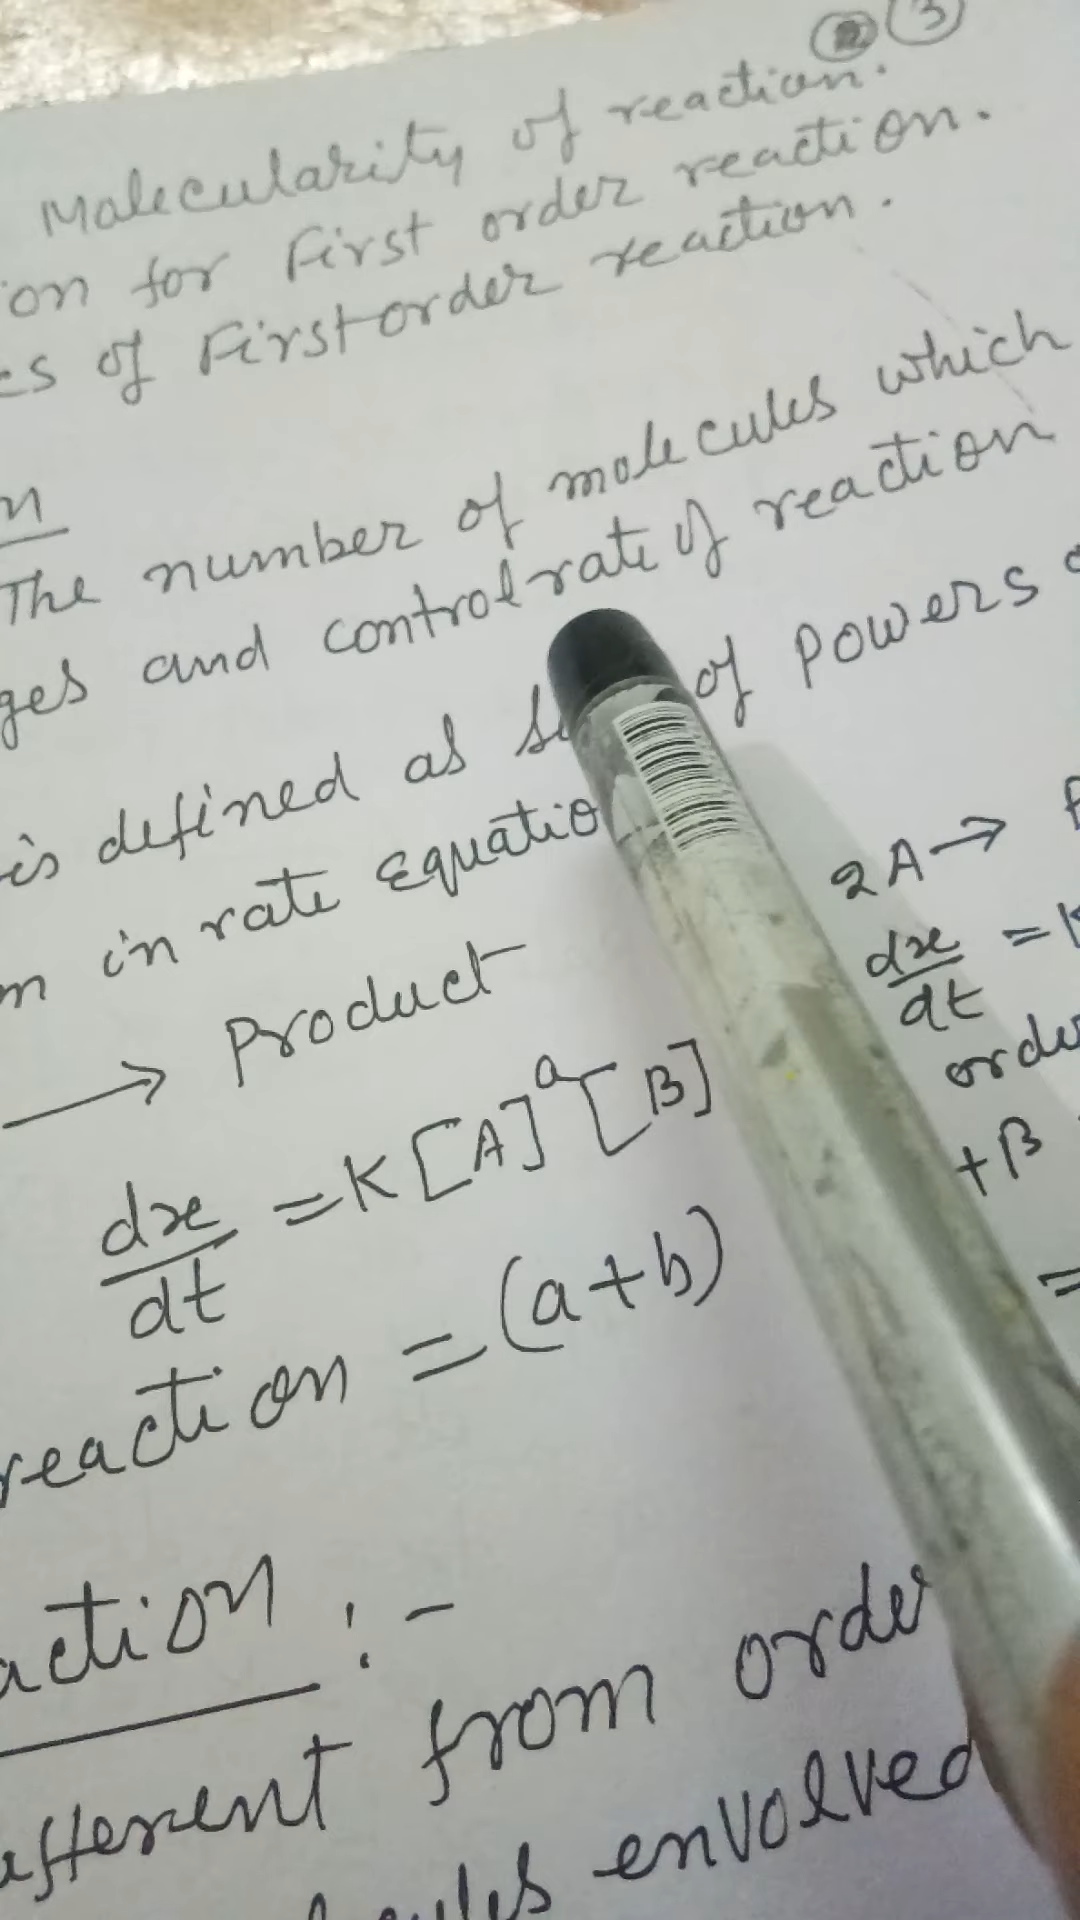 3
Molecularity of reaction.
on for First order reaction.
es of First order reaction.
n
The number of molecules which
ges and control rate of reaction
is defined as of Powers
m in rate Equatio
→ Product
2A →
dx/dt = K[A]^a [B]
dx/dt =
order
+ B
reaction = (a+b)
=
action :-
fferent from order
envolved